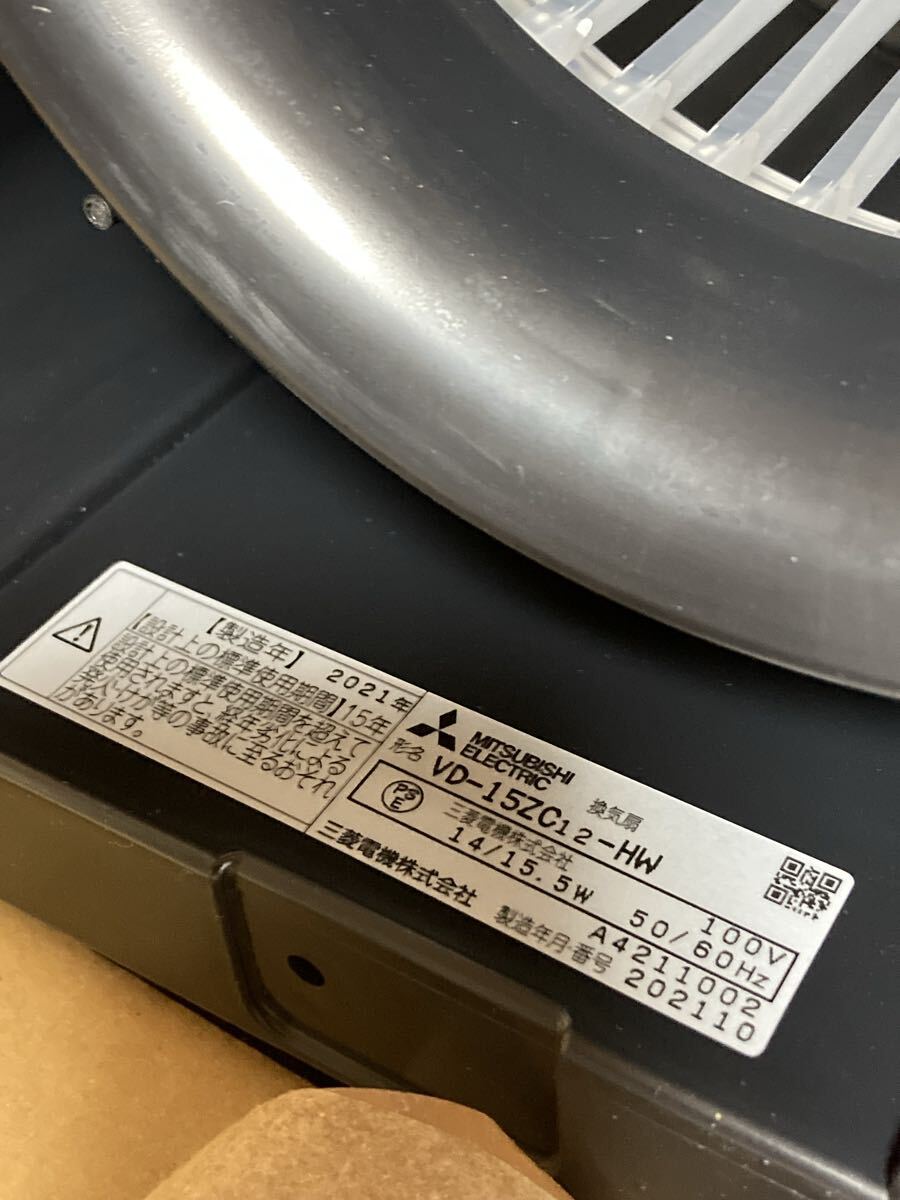 【製造年】 2021年
【設計上の標準使用期間】15年
設計上の標準使用期間を超えて
使用されますと、経年劣化による
発火・けが等の事故に至るおそれ
があります。
MITSUBISHI
ELECTRIC
換気扇
形名 VD-15ZC12-HW
PS
E
三菱電機株式会社
100V
14/15.5W 50/60Hz
A4211002
三菱電機株式会社 製造年月・番号 202110